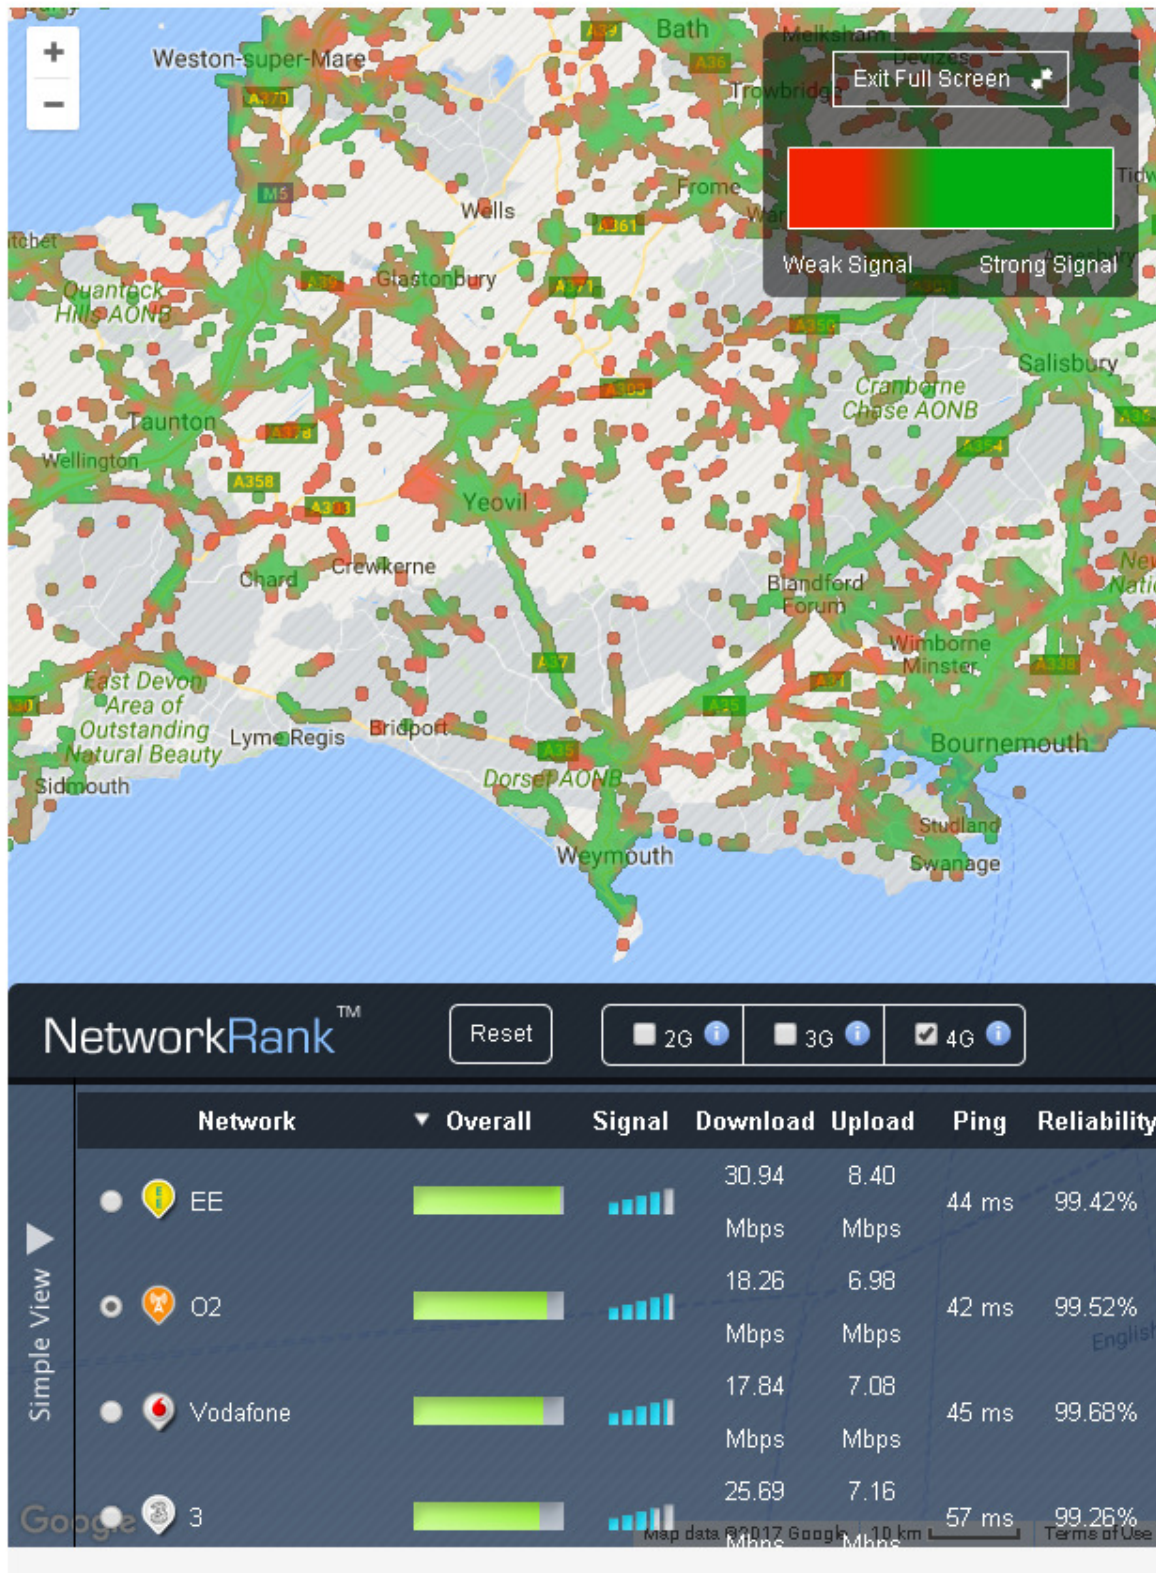 Bath
Melksham
Weston-super-Mare
Devizes
A36
Exit Full Screen
Trowbridge
A370
M5
Frome
Wells
A361
Weak Signal
Strong Signal
Glastonbury
A371
Quantock
Hills AONB
A350
Salisbury
A303
Cranborne
Chase AONB
Taunton
A354
Wellington
A358
Yeovil
A303
Crewkerne
Chard
Blandford
Forum
Wimborne
Minster
A37
A338
A31
East Devon
Area of
Outstanding
Natural Beauty
A35
Lyme Regis
Bridport
Bournemouth
A35
Dorset AONB
Sidmouth
Studland
Weymouth
Swanage
NetworkRank™
Reset
2G
3G
4G
Simple View
Network Overall Signal Download Upload Ping Reliability
EE 30.94 Mbps 8.40 Mbps 44 ms 99.42%
O2 18.26 Mbps 6.98 Mbps 42 ms 99.52%
English
Vodafone 17.84 Mbps 7.08 Mbps 45 ms 99.68%
3 25.69 Mbps 7.16 Mbps 57 ms 99.26%
Google
Map data ©2017 Google 10 km Terms of Use